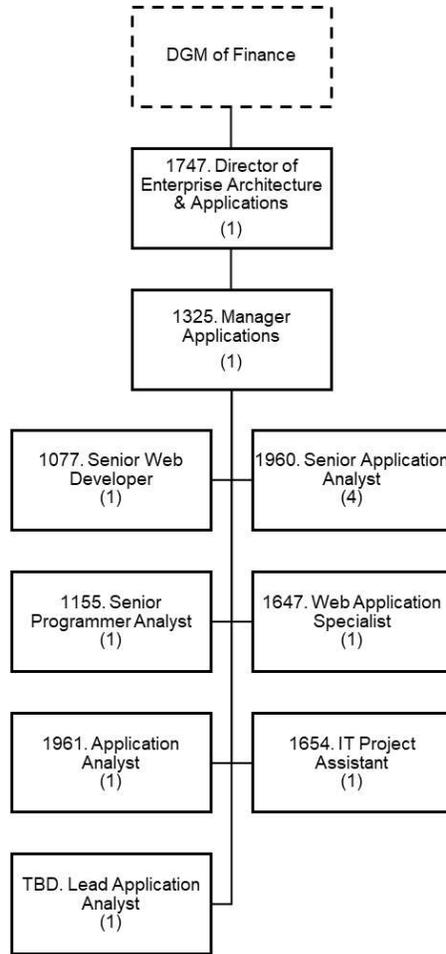 DGM of Finance
1747. Director of
Enterprise Architecture
& Applications
(1)
1325. Manager
Applications
(1)
1077. Senior Web
Developer
(1)
1960. Senior Application
Analyst
(4)
1155. Senior
Programmer Analyst
(1)
1647. Web Application
Specialist
(1)
1961. Application
Analyst
(1)
1654. IT Project
Assistant
(1)
TBD. Lead Application
Analyst
(1)